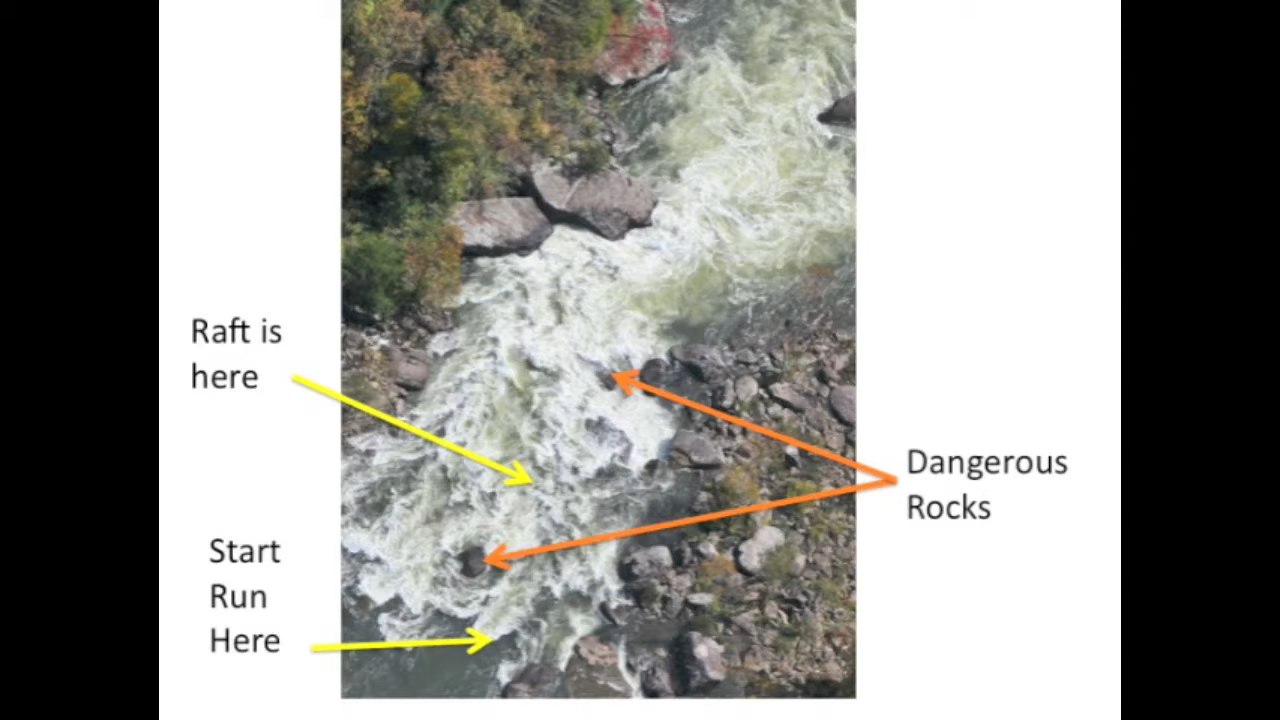 Raft is
here
Start
Run
Here
Dangerous
Rocks